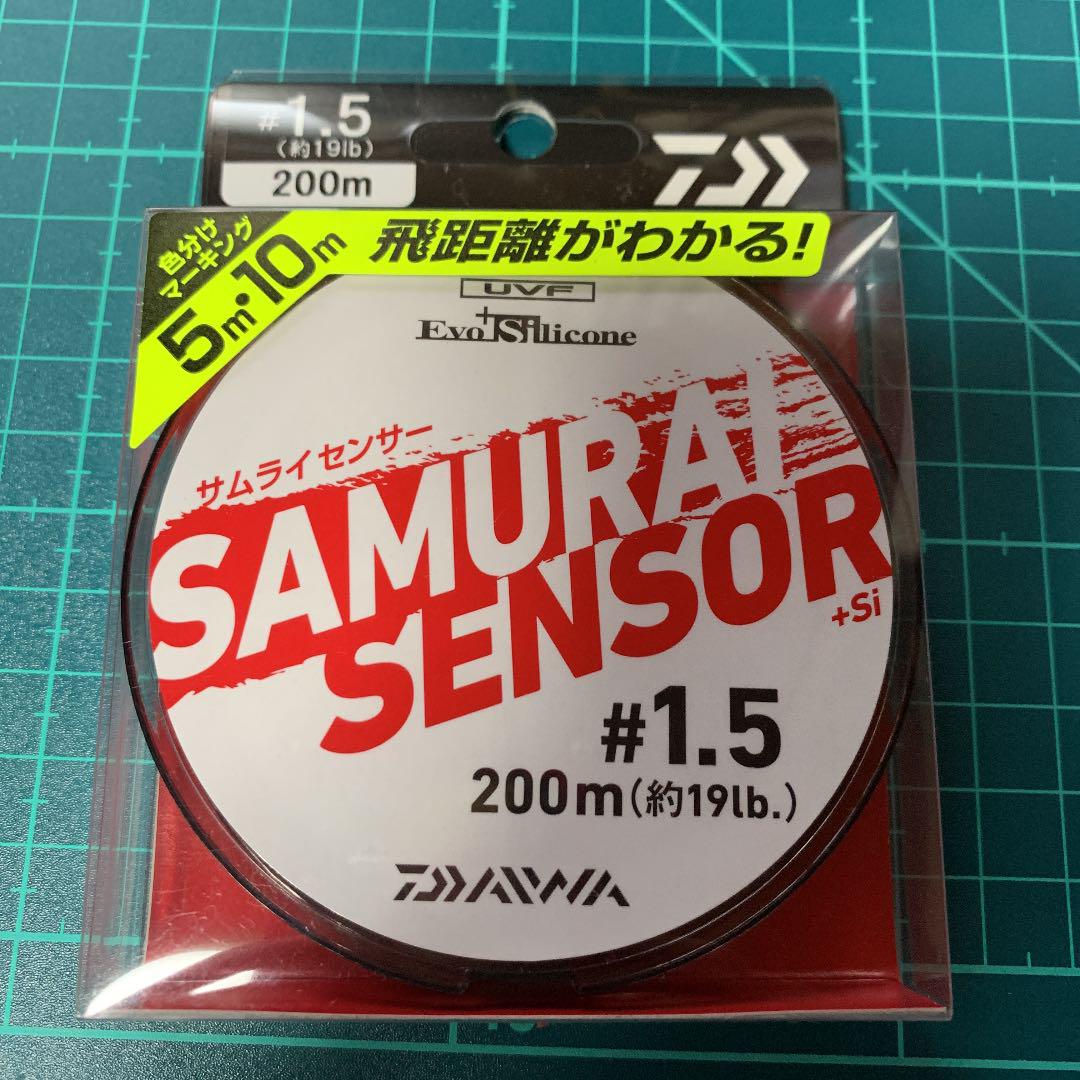 #1.5
(約19lb)
200m
色分け
マーキング
5m・10m
飛距離がわかる!
UVF
Evo+Silicone
サムライセンサー
SAMURAI
SENSOR
+Si
#1.5
200m(約19lb.)
DAIWA